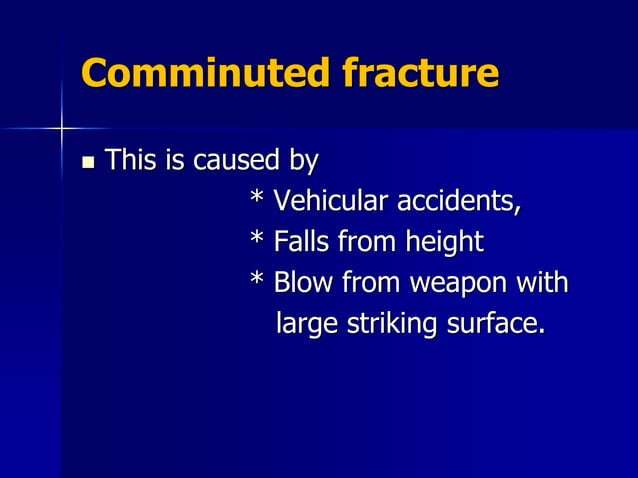 Comminuted fracture
This is caused by
* Vehicular accidents,
* Falls from height
* Blow from weapon with
large striking surface.